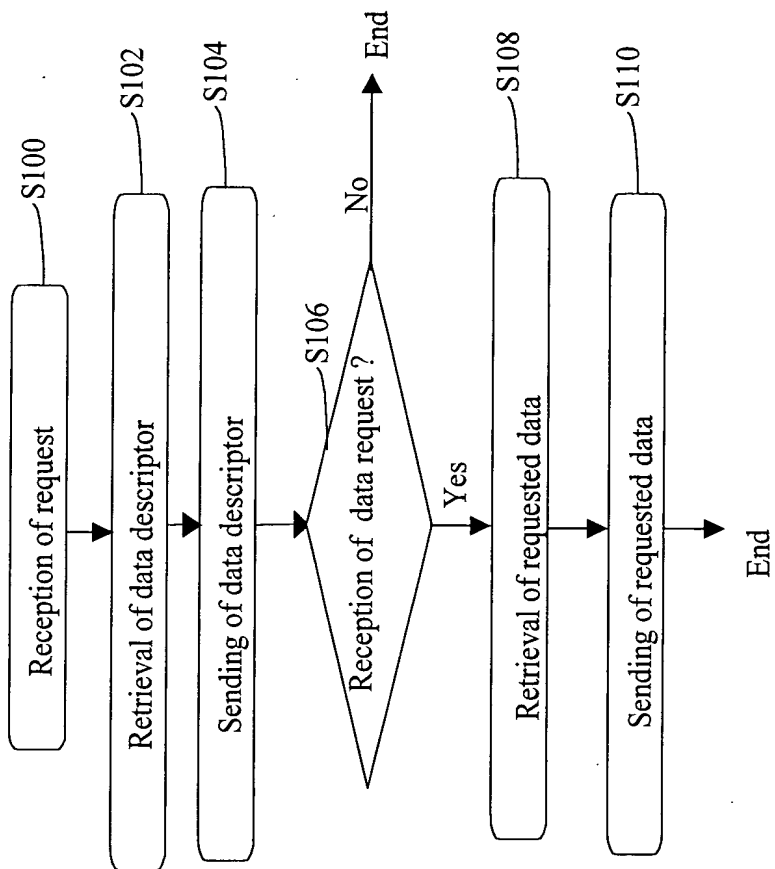 S100
Reception of request
S102
Retrieval of data descriptor
S104
Sending of data descriptor
S106
Reception of data request ?
No
End
Yes
S108
Retrieval of requested data
S110
Sending of requested data
End